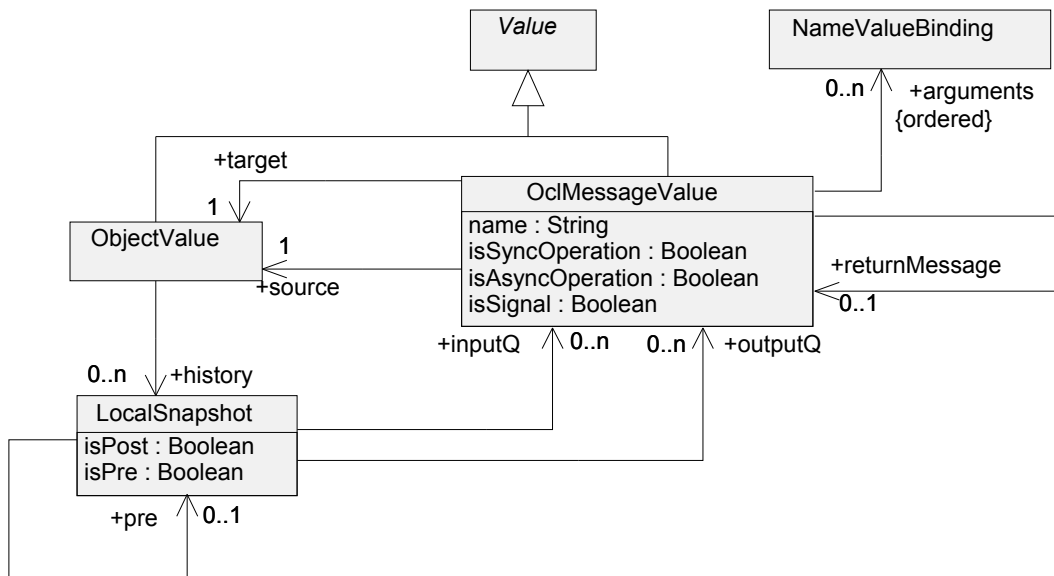 Value
NameValueBinding
0..n
+arguments
{ordered}
+target
1
OclMessageValue
name : String
isSyncOperation : Boolean
isAsyncOperation : Boolean
isSignal : Boolean
ObjectValue
1
+source
+returnMessage
0..1
+inputQ
0..n
0..n
+outputQ
0..n
+history
LocalSnapshot
isPost : Boolean
isPre : Boolean
+pre
0..1